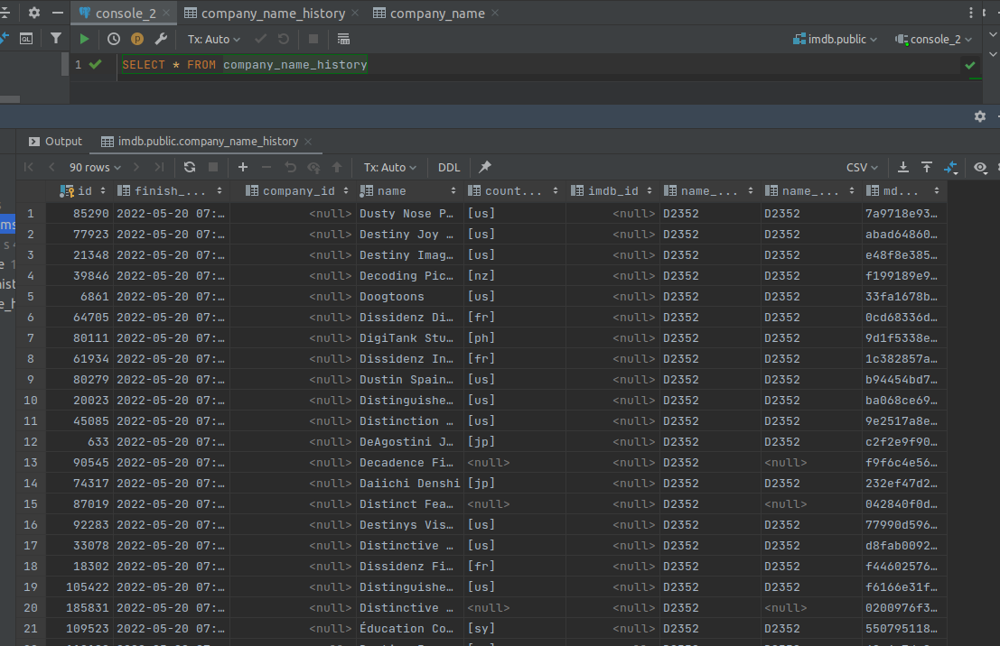 console_2 company_name_history company_name
Tx: Auto imdb.public console_2
1 SELECT * FROM company_name_history
Output imdb.public.company_name_history
90 rows Tx: Auto DDL CSV
id finish_... company_id name count... imdb_id name_... name_... md...
1 85290 2022-05-20 07:… <null> Dusty Nose P… [us] <null> D2352 D2352 7a9718e93…
2 77923 2022-05-20 07:… <null> Destiny Joy … [us] <null> D2352 D2352 abad64860…
3 21348 2022-05-20 07:… <null> Destiny Imag… [us] <null> D2352 D2352 e48f8e385…
4 39846 2022-05-20 07:… <null> Decoding Pic… [nz] <null> D2352 D2352 f199189e9…
5 6861 2022-05-20 07:… <null> Doogtoons [us] <null> D2352 D2352 33fa1678b…
6 64705 2022-05-20 07:… <null> Dissidenz Di… [fr] <null> D2352 D2352 0cd68336d…
7 80111 2022-05-20 07:… <null> DigiTank Stu… [ph] <null> D2352 D2352 9d1f5338e…
8 61934 2022-05-20 07:… <null> Dissidenz In… [fr] <null> D2352 D2352 1c382857a…
9 80279 2022-05-20 07:… <null> Dustin Spain… [us] <null> D2352 D2352 b94454bd7…
10 20023 2022-05-20 07:… <null> Distinguishe… [us] <null> D2352 D2352 ba068ce69…
11 45085 2022-05-20 07:… <null> Distinction … [us] <null> D2352 D2352 9e2517a8e…
12 633 2022-05-20 07:… <null> DeAgostini J… [jp] <null> D2352 D2352 c2f2e9f90…
13 90545 2022-05-20 07:… <null> Decadence Fi… <null> <null> D2352 <null> f9f6c4e56…
14 74317 2022-05-20 07:… <null> Daiichi Denshi [jp] <null> D2352 D2352 232ef47d2…
15 87019 2022-05-20 07:… <null> Distinct Fea… <null> <null> D2352 <null> 042840f0d…
16 92283 2022-05-20 07:… <null> Destinys Vis… [us] <null> D2352 D2352 77990d596…
17 33078 2022-05-20 07:… <null> Distinctive … [us] <null> D2352 D2352 d8fab0092…
18 18302 2022-05-20 07:… <null> Dissidenz Fi… [fr] <null> D2352 D2352 f44602576…
19 105422 2022-05-20 07:… <null> Distinguishe… [us] <null> D2352 D2352 f6166e31f…
20 185831 2022-05-20 07:… <null> Distinctive … <null> <null> D2352 <null> 0200976f3…
21 109523 2022-05-20 07:… <null> Éducation Co… [sy] <null> D2352 D2352 550795118…